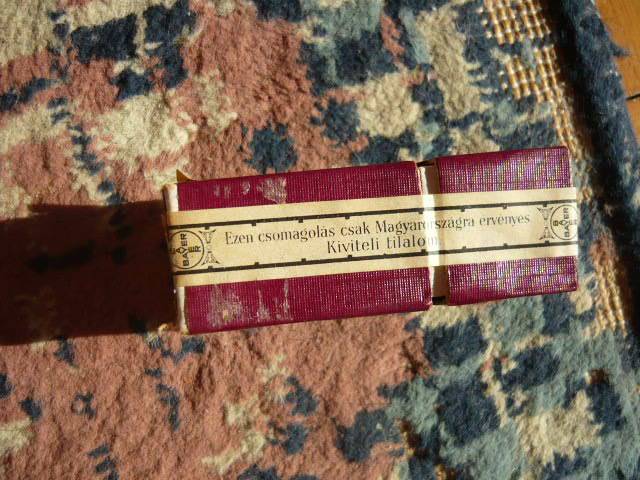 BAYER
Ezen csomagolás csak Magyarországra érvényes
Kiviteli tilalom
BAYER